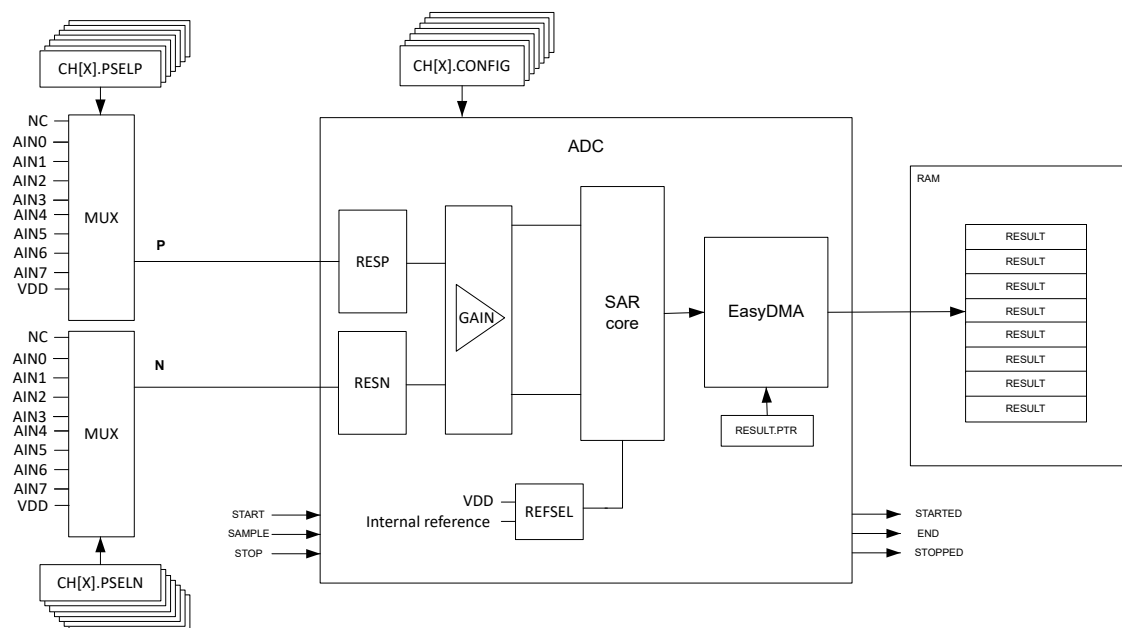 CH[X].PSELP
CH[X].CONFIG
NC
AIN0
AIN1
AIN2
AIN3
AIN4
AIN5
AIN6
AIN7
VDD
MUX
P
ADC
RESP
GAIN
SAR
core
EasyDMA
RAM
RESULT
RESULT
RESULT
RESULT
RESULT
RESULT
RESULT
RESULT
NC
AIN0
AIN1
AIN2
AIN3
AIN4
AIN5
AIN6
AIN7
VDD
MUX
N
RESN
RESULT.PTR
VDD
Internal reference
REFSEL
START
SAMPLE
STOP
STARTED
END
STOPPED
CH[X].PSELN